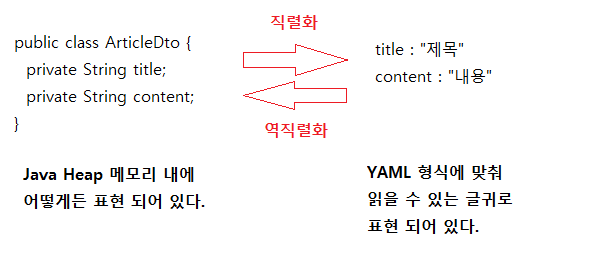 직렬화
public class ArticleDto {
private String title;
private String content;
}
title : "제목"
content : "내용"
역직렬화
Java Heap 메모리 내에
어떻게든 표현 되어 있다.
YAML 형식에 맞춰
읽을 수 있는 글귀로
표현 되어 있다.